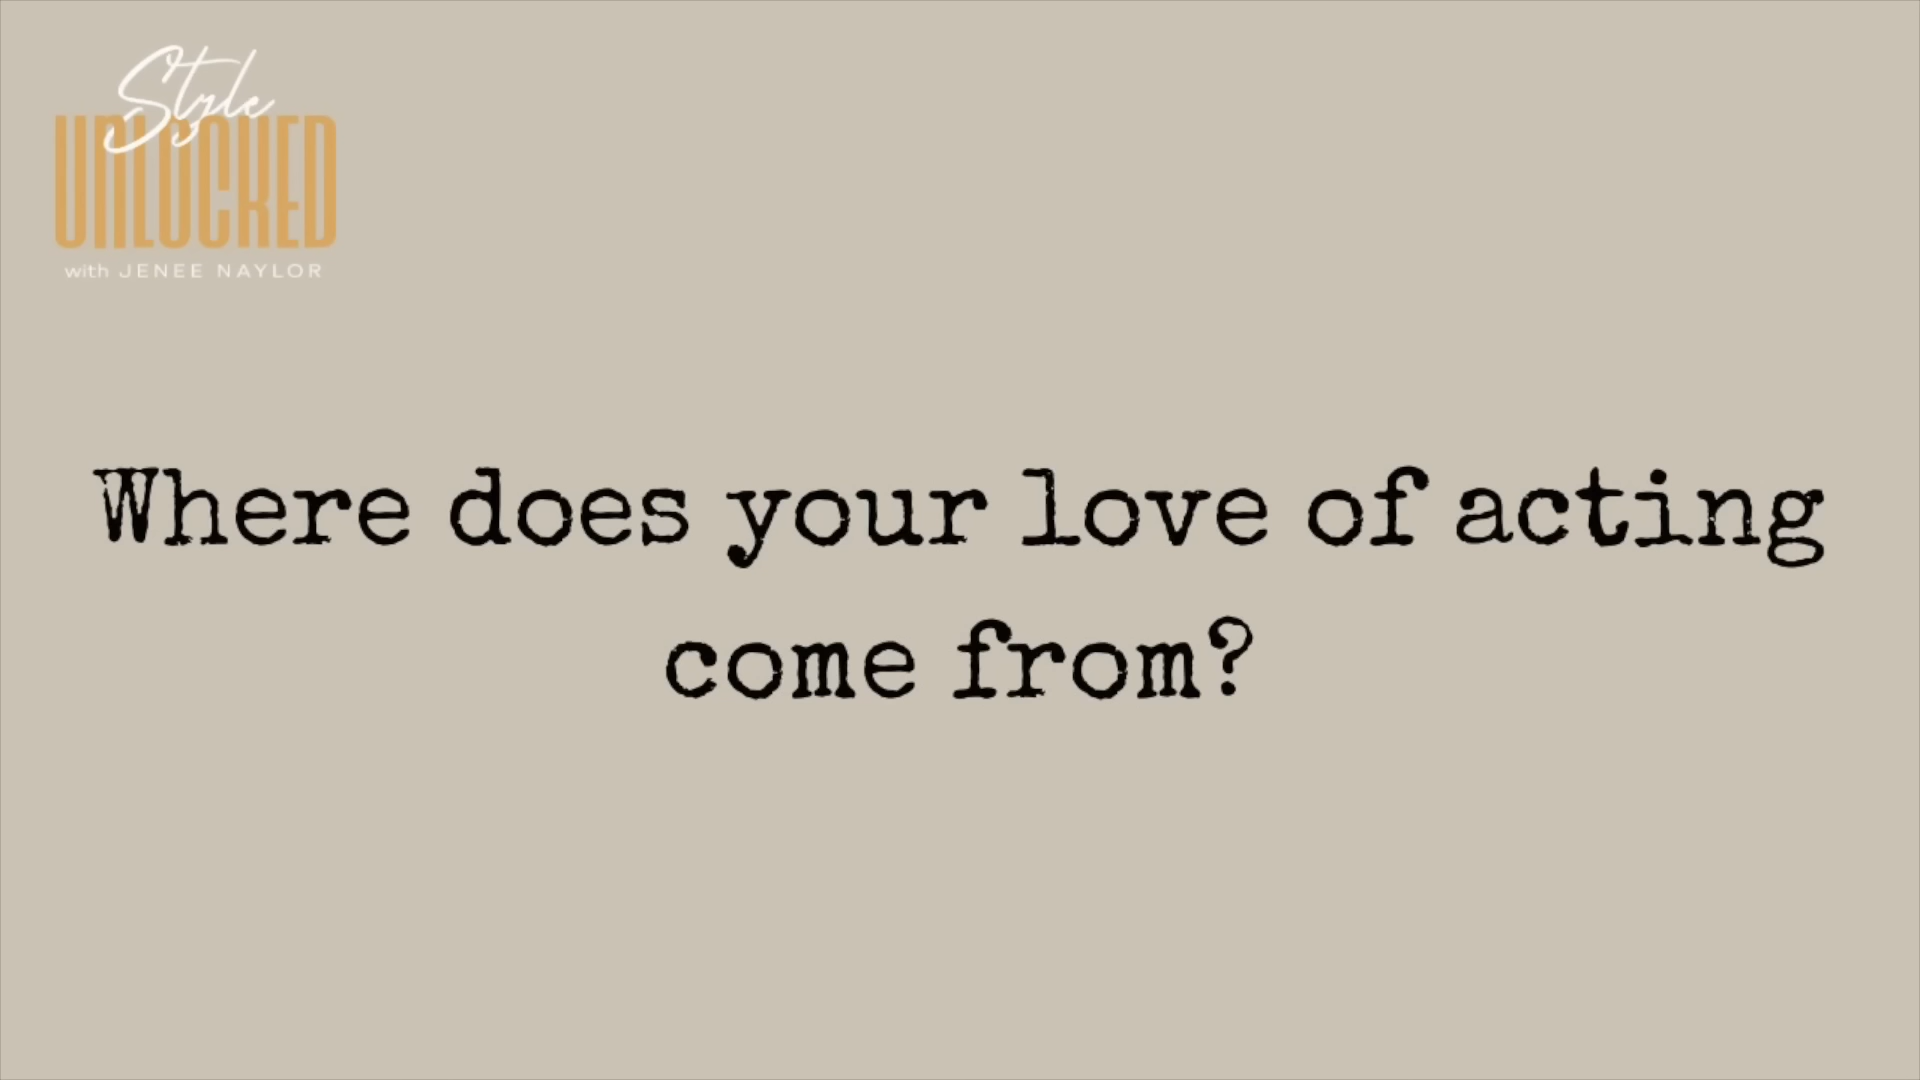 Style
UNLOCKED
with JENEE NAYLOR
Where does your love of acting
come from?